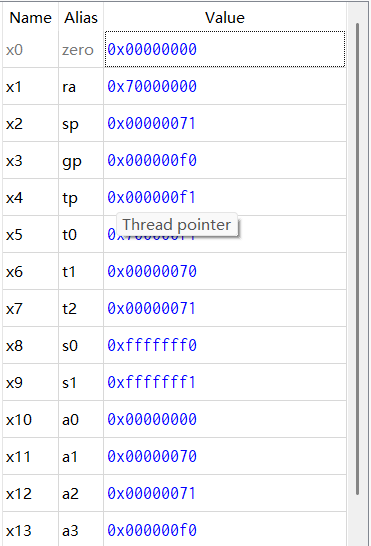 Name Alias Value
x0 zero 0x00000000
x1 ra 0x70000000
x2 sp 0x00000071
x3 gp 0x000000f0
x4 tp 0x000000f1
Thread pointer
x5 t0
x6 t1 0x00000070
x7 t2 0x00000071
x8 s0 0xfffffff0
x9 s1 0xfffffff1
x10 a0 0x00000000
x11 a1 0x00000070
x12 a2 0x00000071
x13 a3 0x000000f0